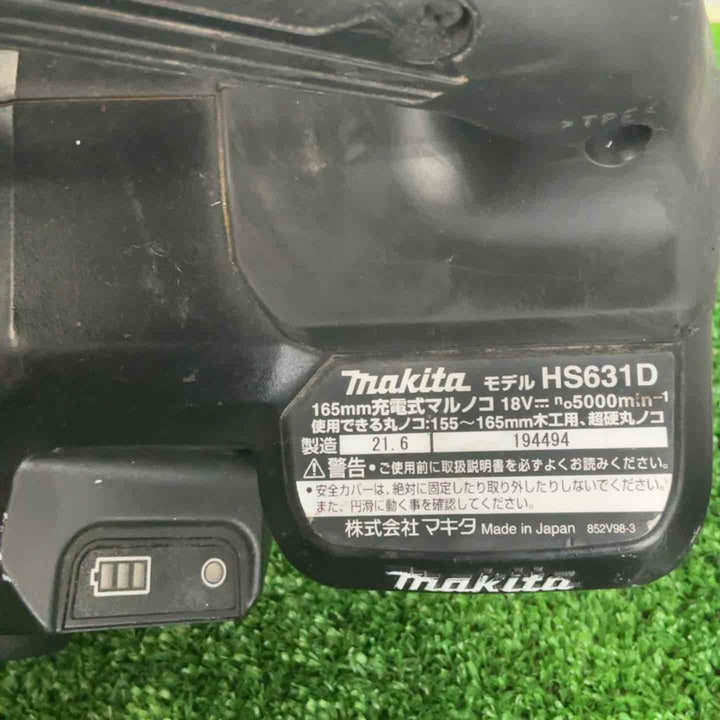 >TPE<
makita モデル HS631D
165mm充電式マルノコ 18V⎓ n₀5000min⁻¹
使用できる丸ノコ:155～165mm木工用、超硬丸ノコ
製造 21.6 194494
⚠警告・ご使用前に取扱説明書を必ずよくお読みください。
・安全カバーは、絶対に固定したり取り外したりしないでください。
また、円滑に動く事を確認してください。
株式会社マキタ Made in Japan 852V98-3
makita